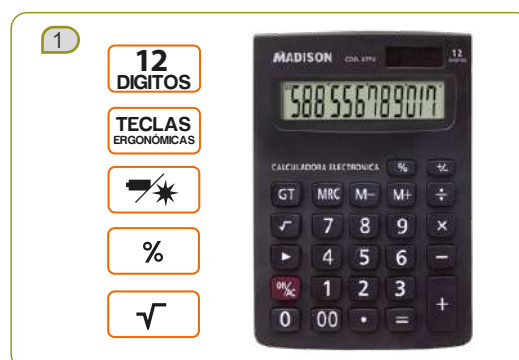 1
12
DIGITOS
TECLAS
ERGONÓMICAS
%
√
MADISON
12
DIGITOS
CALCULADORA ELECTRONICA % +/-
GT MRC M− M+ ÷
√ 7 8 9 ×
► 4 5 6 −
ON/AC 1 2 3
+
0 00 • =